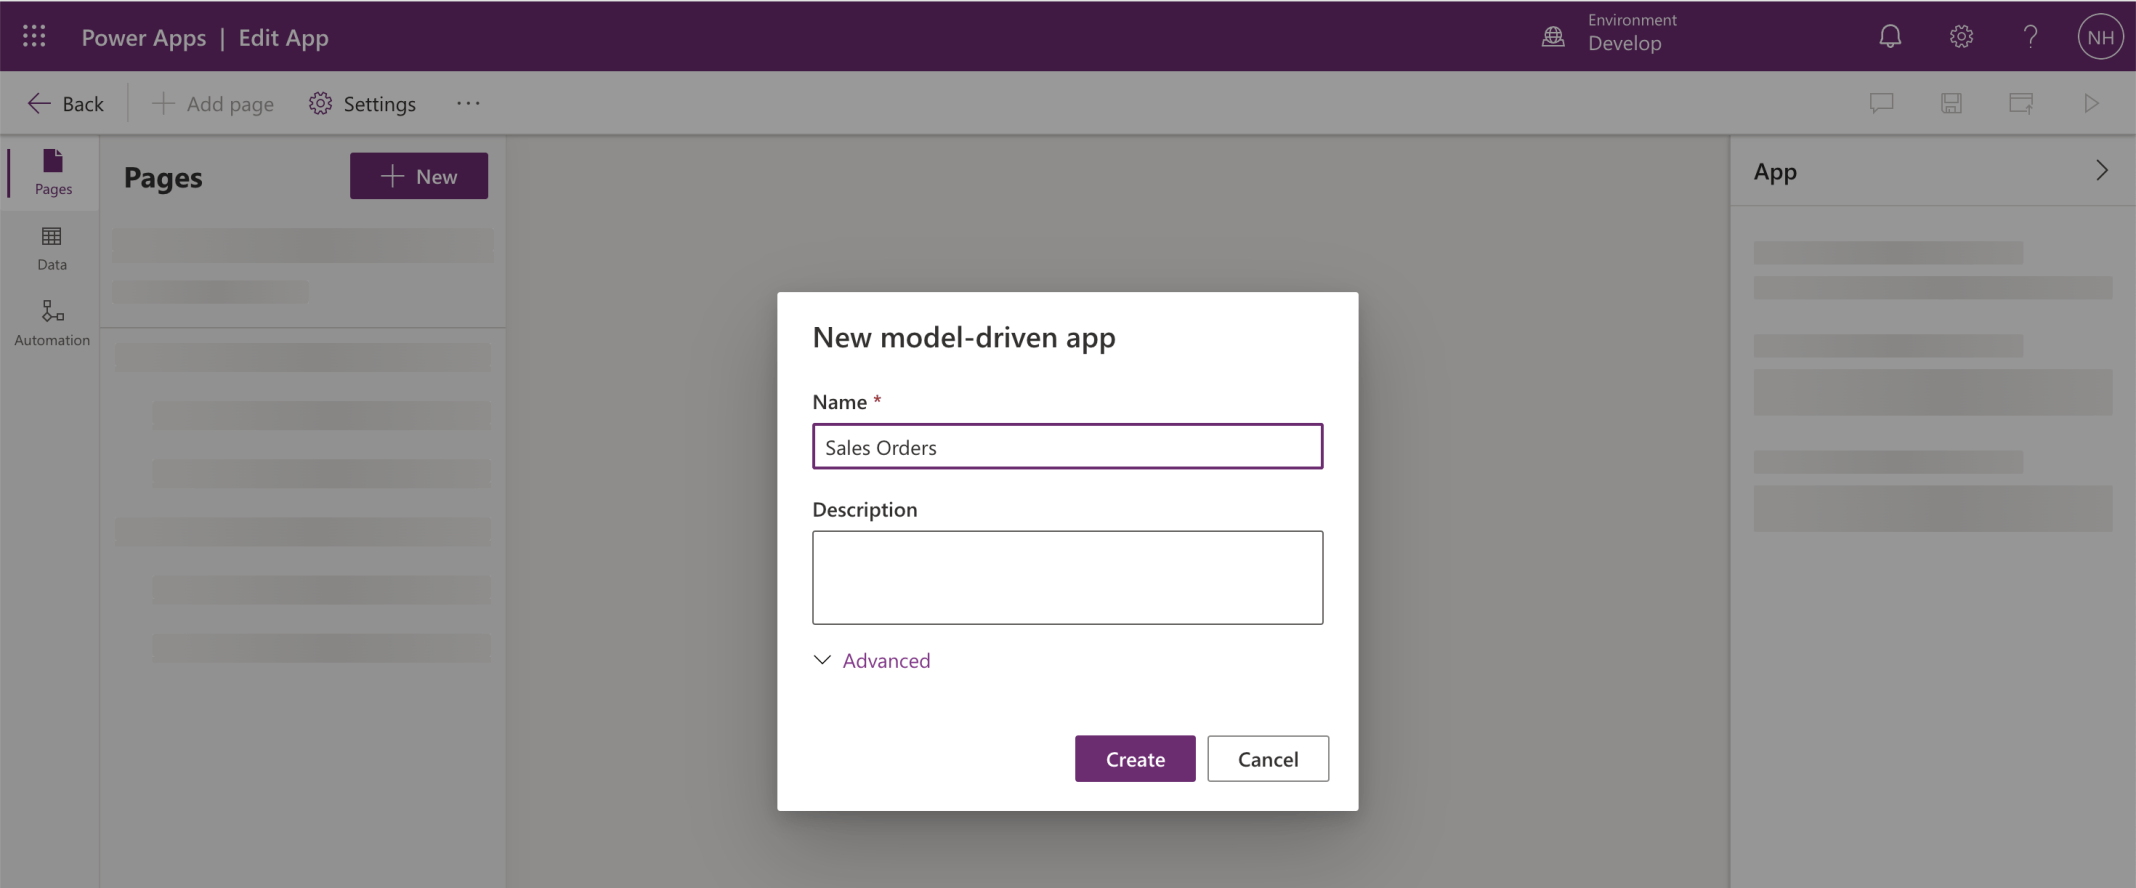 Power Apps | Edit App
Environment
Develop
NH
Back
Add page
Settings
Pages
Data
Automation
Pages
New
App
New model-driven app
Name *
Sales Orders
Description
Advanced
Create
Cancel